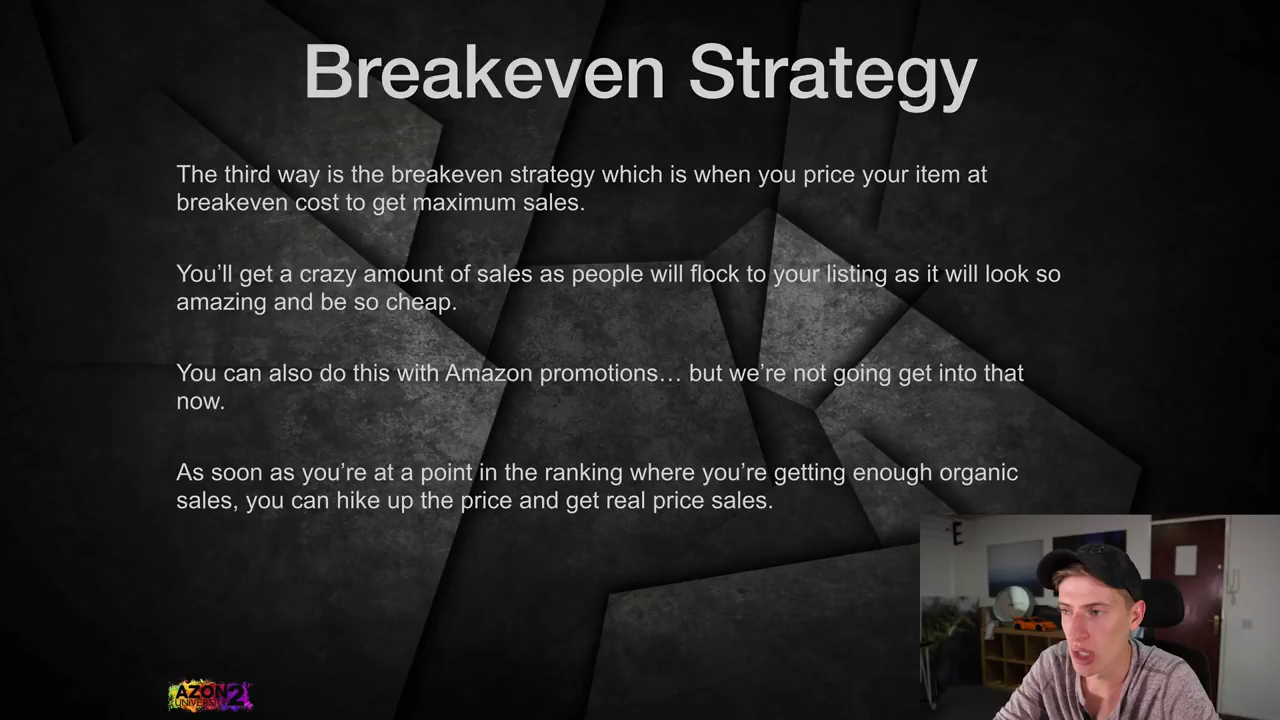 Breakeven Strategy
The third way is the breakeven strategy which is when you price your item at
breakeven cost to get maximum sales.
You’ll get a crazy amount of sales as people will flock to your listing as it will look so
amazing and be so cheap.
You can also do this with Amazon promotions… but we’re not going get into that
now.
As soon as you’re at a point in the ranking where you’re getting enough organic
sales, you can hike up the price and get real price sales.
E
AZON
2